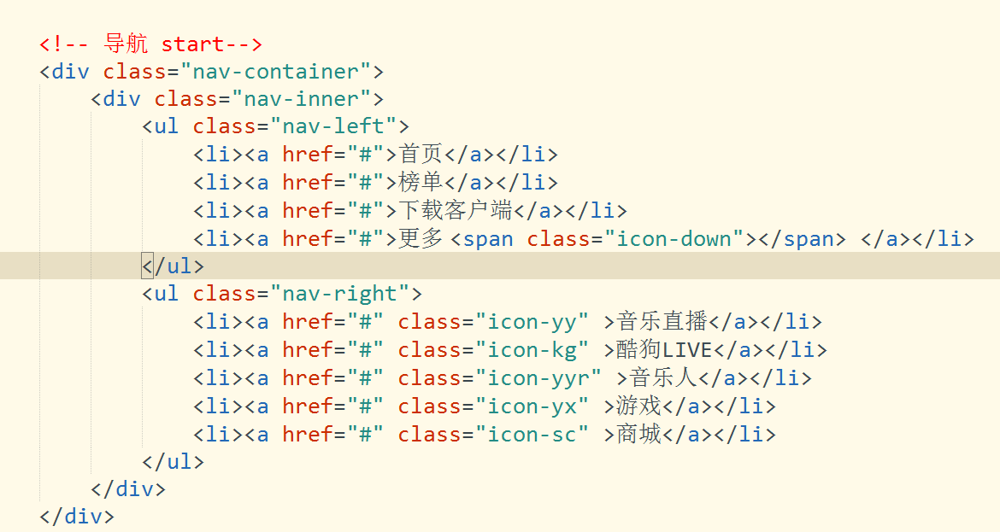 <!-- 导航 start-->
<div class="nav-container">
    <div class="nav-inner">
        <ul class="nav-left">
            <li><a href="#">首页</a></li>
            <li><a href="#">榜单</a></li>
            <li><a href="#">下载客户端</a></li>
            <li><a href="#">更多 <span class="icon-down"></span> </a></li>
        </ul>
        <ul class="nav-right">
            <li><a href="#" class="icon-yy" >音乐直播</a></li>
            <li><a href="#" class="icon-kg" >酷狗LIVE</a></li>
            <li><a href="#" class="icon-yyr" >音乐人</a></li>
            <li><a href="#" class="icon-yx" >游戏</a></li>
            <li><a href="#" class="icon-sc" >商城</a></li>
        </ul>
    </div>
</div>